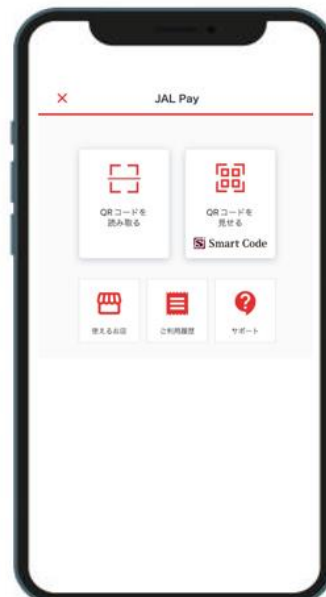 JAL Pay
QRコードを
読み取る
QRコードを
見せる
Smart Code
使えるお店
ご利用履歴
サポート